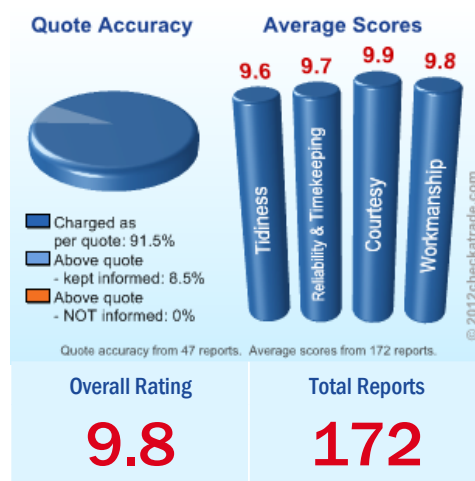 Quote Accuracy
Average Scores
9.6
9.7
9.9
9.8
Tidiness
Reliability & Timekeeping
Courtesy
Workmanship
Charged as
per quote: 91.5%
Above quote
- kept informed: 8.5%
Above quote
- NOT informed: 0%
© 2012checkatrade.com
Quote accuracy from 47 reports. Average scores from 172 reports.
Overall Rating
Total Reports
9.8
172